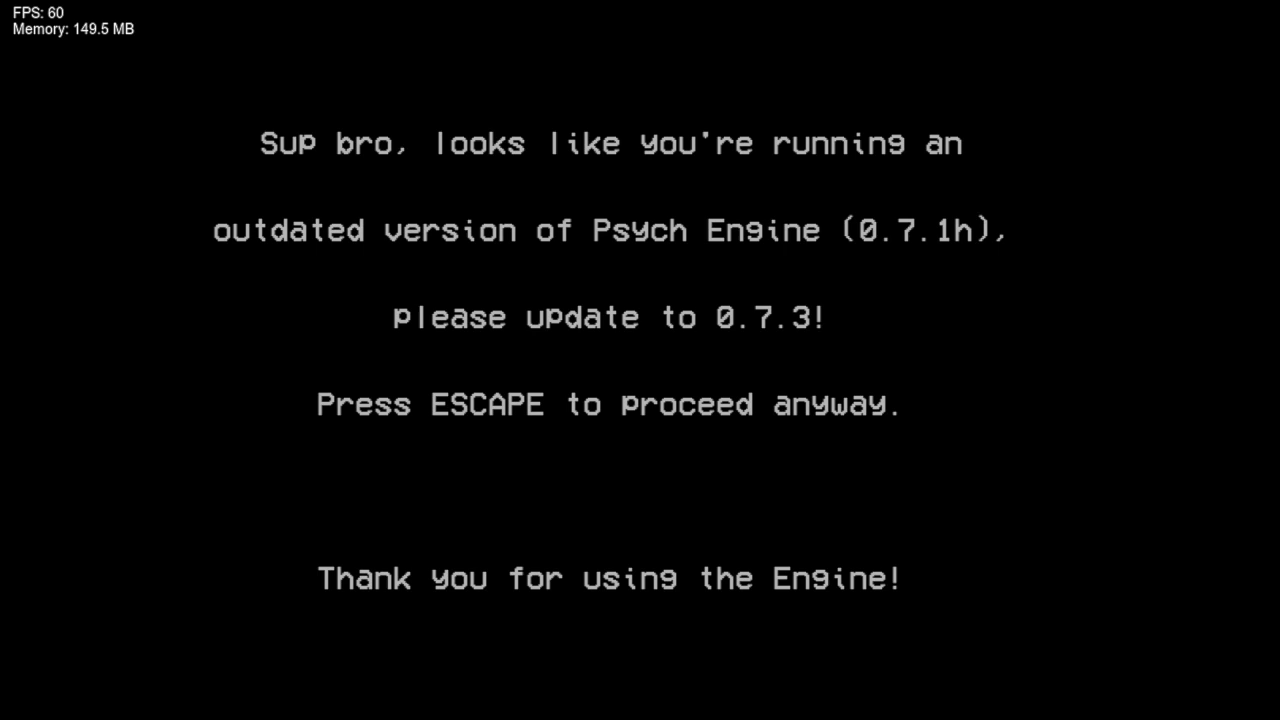 FPS: 60
Memory: 149.5 MB
Sup bro, looks like you're running an
outdated version of Psych Engine (0.7.1h),
please update to 0.7.3!
Press ESCAPE to proceed anyway.
Thank you for using the Engine!